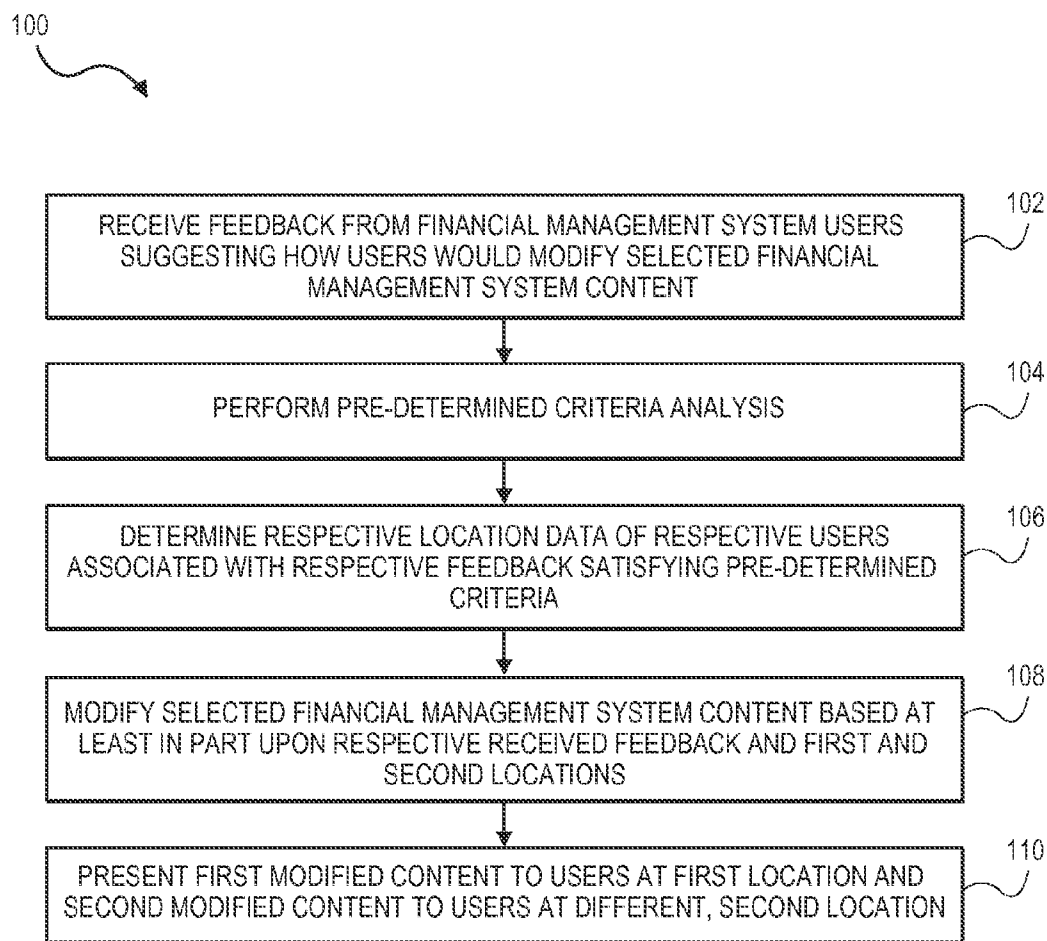 100
RECEIVE FEEDBACK FROM FINANCIAL MANAGEMENT SYSTEM USERS
SUGGESTING HOW USERS WOULD MODIFY SELECTED FINANCIAL
MANAGEMENT SYSTEM CONTENT
102
PERFORM PRE-DETERMINED CRITERIA ANALYSIS
104
DETERMINE RESPECTIVE LOCATION DATA OF RESPECTIVE USERS
ASSOCIATED WITH RESPECTIVE FEEDBACK SATISFYING PRE-DETERMINED
CRITERIA
106
MODIFY SELECTED FINANCIAL MANAGEMENT SYSTEM CONTENT BASED AT
LEAST IN PART UPON RESPECTIVE RECEIVED FEEDBACK AND FIRST AND
SECOND LOCATIONS
108
PRESENT FIRST MODIFIED CONTENT TO USERS AT FIRST LOCATION AND
SECOND MODIFIED CONTENT TO USERS AT DIFFERENT, SECOND LOCATION
110